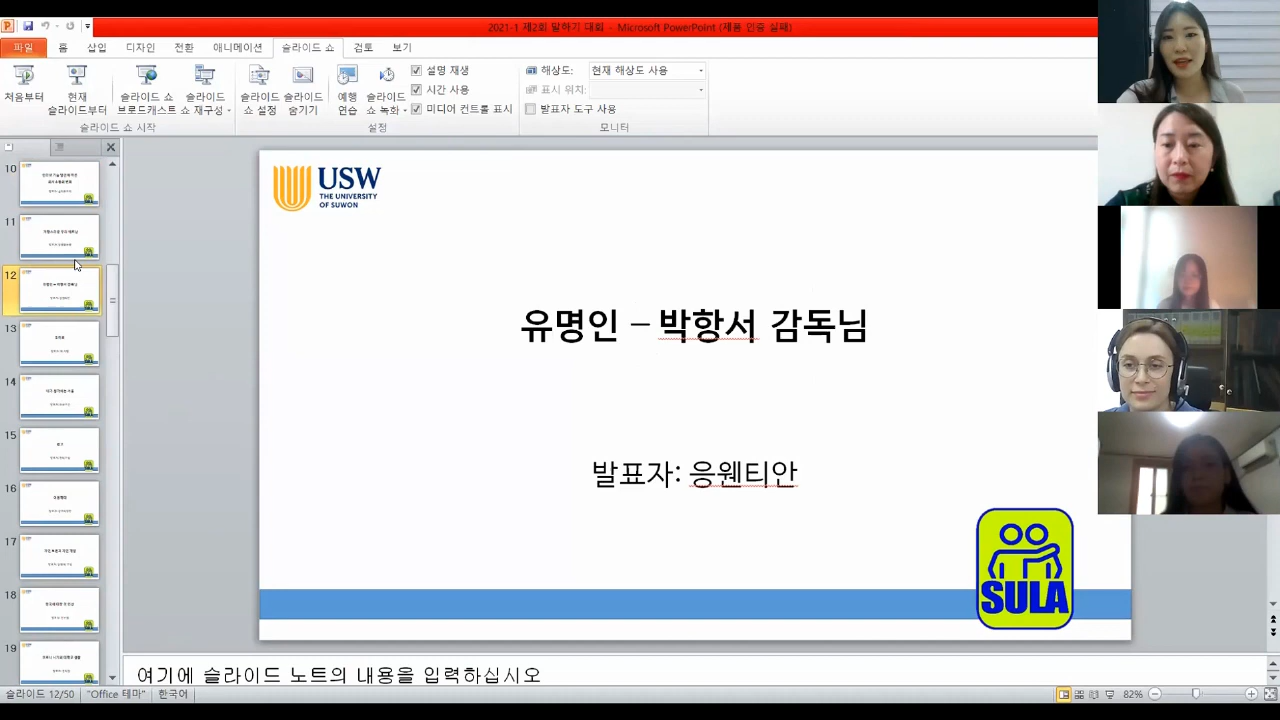 2021-1 제2회 말하기 대회 - Microsoft PowerPoint (제품 인증 실패)
파일 홈 삽입 디자인 전환 애니메이션 슬라이드 쇼 검토 보기
처음부터
현재
슬라이드부터
슬라이드 쇼
브로드캐스트
슬라이드
쇼 재구성
슬라이드 쇼 시작
슬라이드
쇼 설정
슬라이드
숨기기
예행
연습
슬라이드
쇼 녹화
설명 재생
시간 사용
미디어 컨트롤 표시
설정
해상도: 현재 해상도 사용
표시 위치:
발표자 도구 사용
모니터
10
11
12
13
14
15
16
17
18
19
USW
THE UNIVERSITY
OF SUWON
유명인 – 박항서 감독님
발표자: 응웬티안
SULA
여기에 슬라이드 노트의 내용을 입력하십시오
슬라이드 12/50 "Office 테마" 한국어 82%